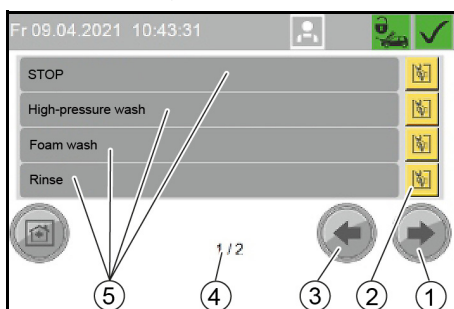 Fr 09.04.2021 10:43:31
STOP
High-pressure wash
Foam wash
Rinse
1 / 2
5 4 3 2 1